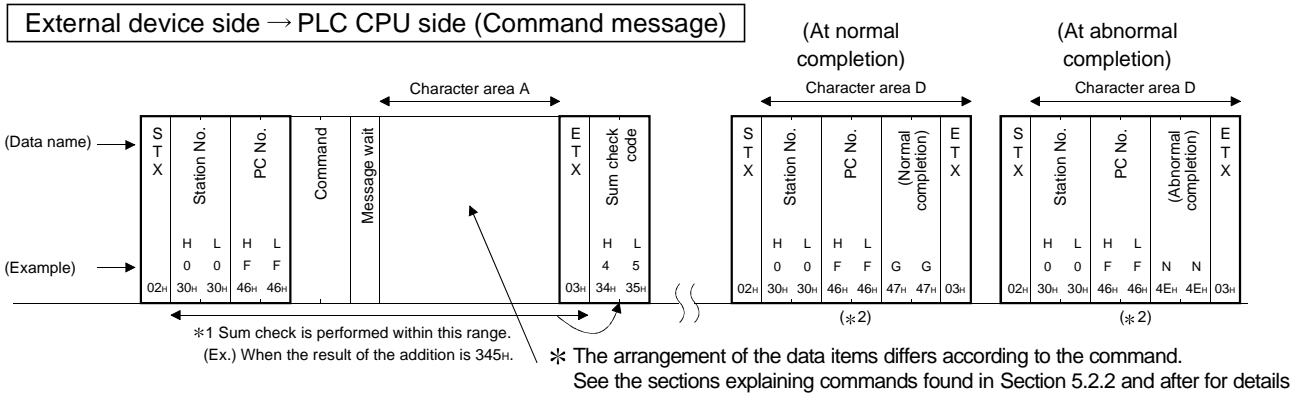 External device side → PLC CPU side (Command message)
(At normal completion)
(At abnormal completion)
Character area A
Character area D
Character area D
(Data name)
STX
Station No.
PC No.
Command
Message wait
ETX
Sum check code
STX
Station No.
PC No.
(Normal completion)
ETX
STX
Station No.
PC No.
(Abnormal completion)
ETX
H L H L H L H L H L H L H L
(Example)
0 0 F F 4 5 0 0 F F G G 0 0 F F N N
02H 30H 30H 46H 46H 03H 34H 35H 02H 30H 30H 46H 46H 47H 47H 03H 02H 30H 30H 46H 46H 4EH 4EH 03H
*1 Sum check is performed within this range.
(Ex.) When the result of the addition is 345H.
(*2)
(*2)
* The arrangement of the data items differs according to the command.
See the sections explaining commands found in Section 5.2.2 and after for details